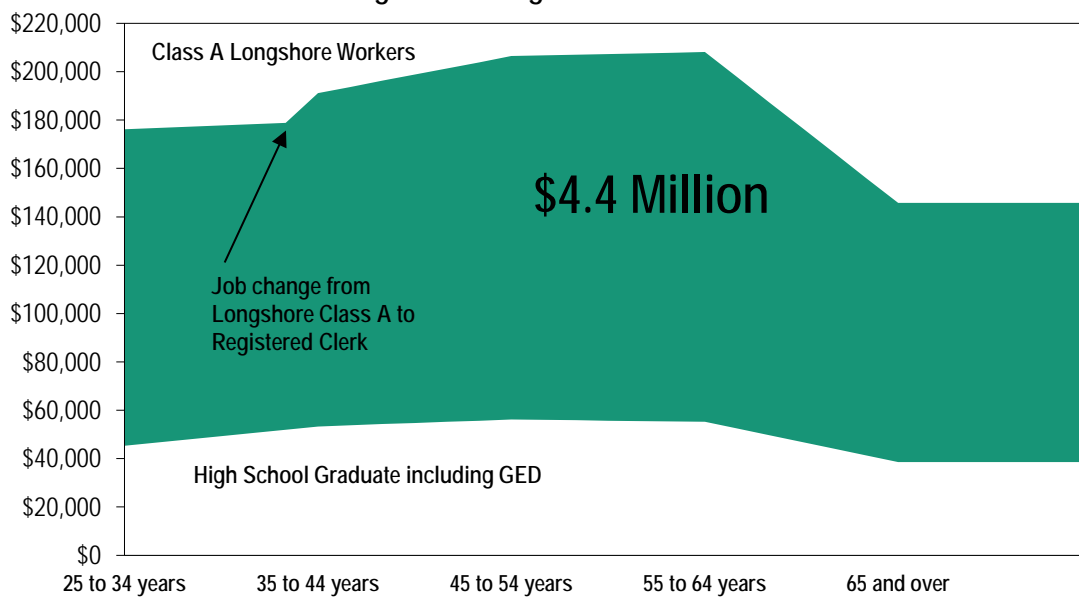 $220,000
$200,000
$180,000
$160,000
$140,000
$120,000
$100,000
$80,000
$60,000
$40,000
$20,000
$0
Class A Longshore Workers
$4.4 Million
Job change from
Longshore Class A to
Registered Clerk
High School Graduate including GED
25 to 34 years
35 to 44 years
45 to 54 years
55 to 64 years
65 and over